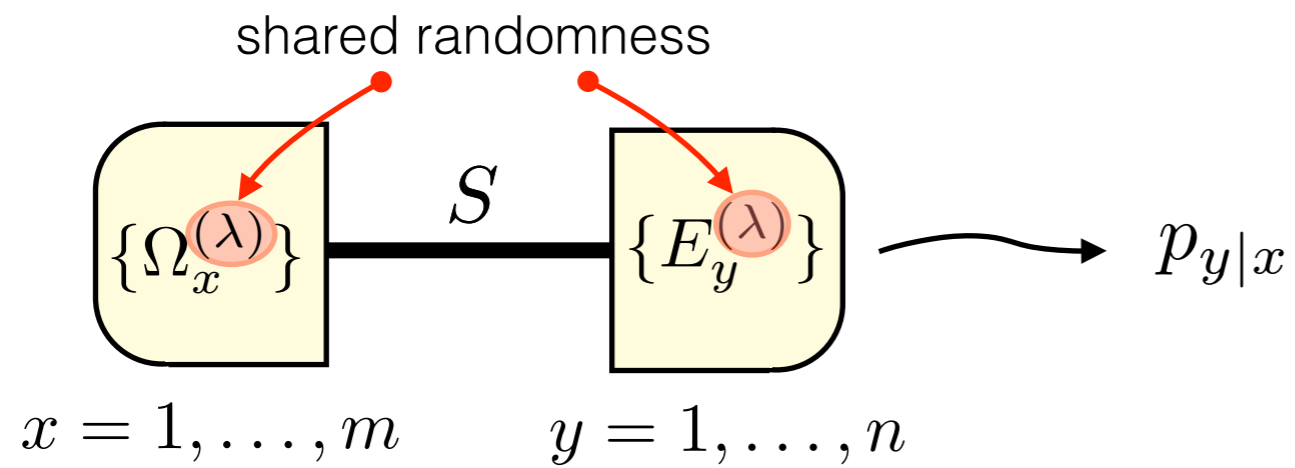 shared randomness
S
{Ω_x^(λ)} {E_y^(λ)} p_{y|x}
x = 1, . . . , m y = 1, . . . , n